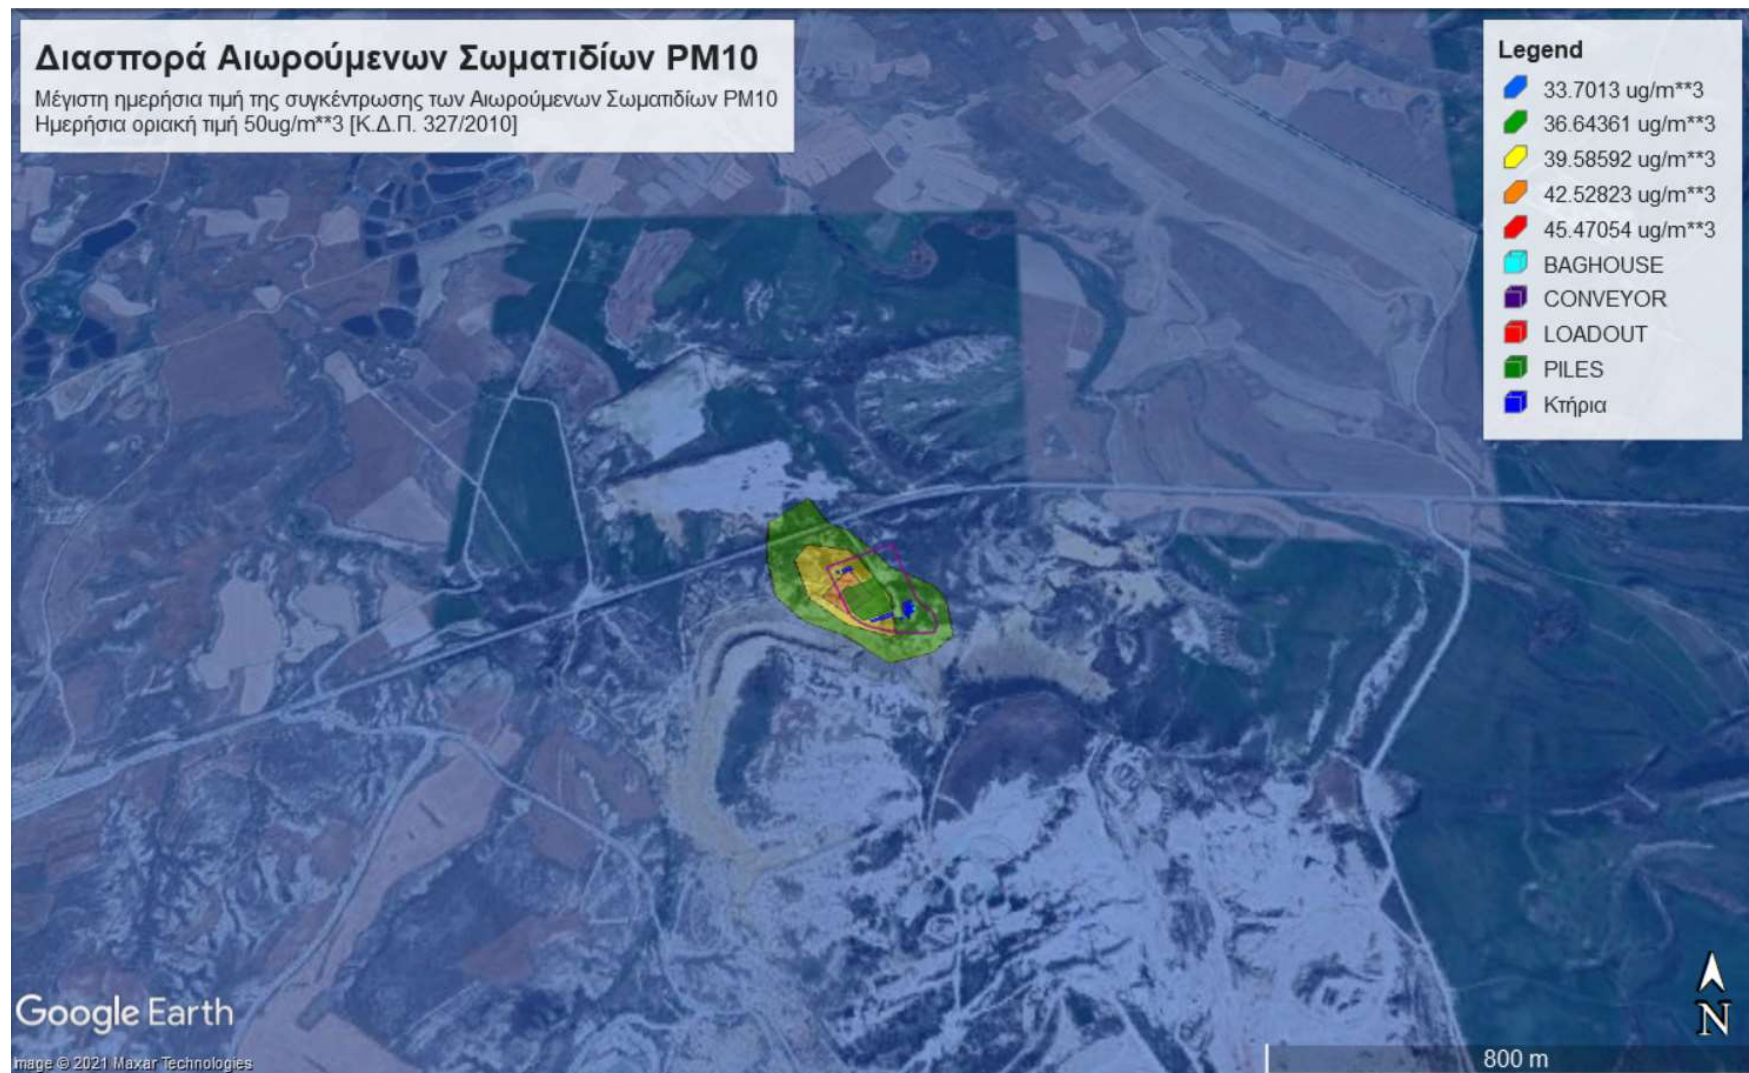 Διασπορά Αιωρούμενων Σωματιδίων PM10
Μέγιστη ημερήσια τιμή της συγκέντρωσης των Αιωρούμενων Σωματιδίων PM10
Ημερήσια οριακή τιμή 50ug/m**3 [Κ.Δ.Π. 327/2010]
Legend
33.7013 ug/m**3
36.64361 ug/m**3
39.58592 ug/m**3
42.52823 ug/m**3
45.47054 ug/m**3
BAGHOUSE
CONVEYOR
LOADOUT
PILES
Κτήρια
Google Earth
Image © 2021 Maxar Technologies
N
800 m